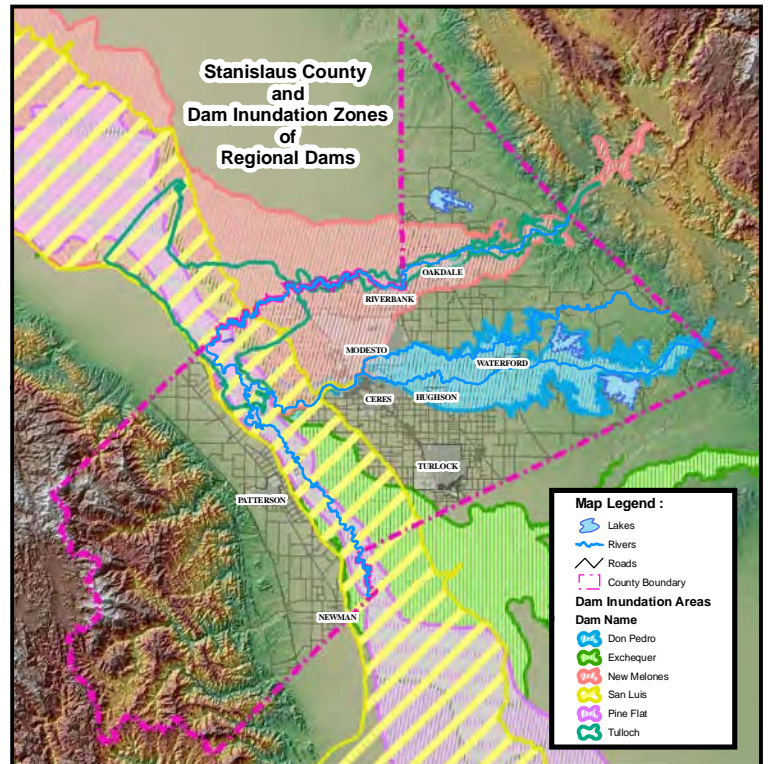 Stanislaus County
and
Dam Inundation Zones
of
Regional Dams
OAKDALE
RIVERBANK
MODESTO
WATERFORD
CERES
HUGHSON
TURLOCK
PATTERSON
NEWMAN
Map Legend :
Lakes
Rivers
Roads
County Boundary
Dam Inundation Areas
Dam Name
Don Pedro
Exchequer
New Melones
San Luis
Pine Flat
Tulloch